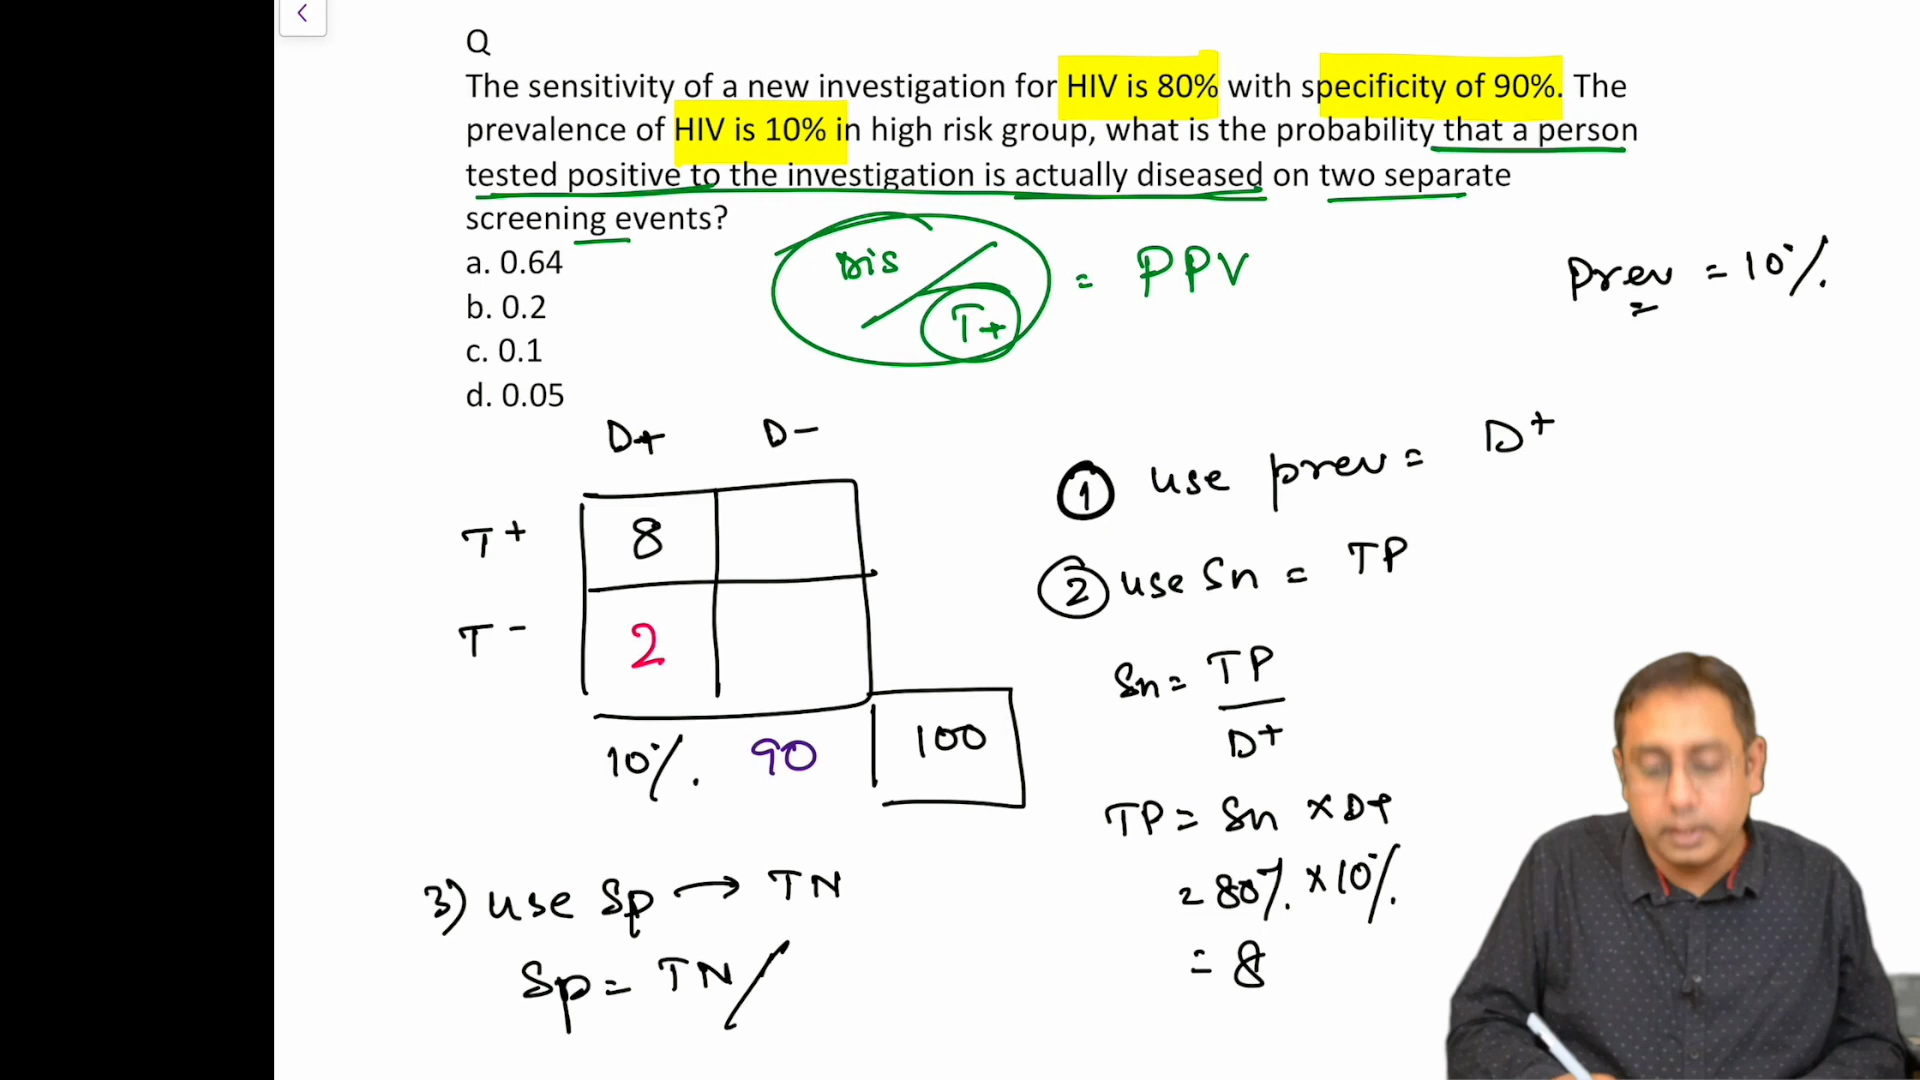 Q
The sensitivity of a new investigation for HIV is 80% with specificity of 90%. The
prevalence of HIV is 10% in high risk group, what is the probability that a person
tested positive to the investigation is actually diseased on two separate
screening events?
a. 0.64
b. 0.2
c. 0.1
d. 0.05
Dis / T+ = PPV
Prev = 10%
D+ D-
T+ 8
T- 2
10%. 90 100
① use prev = D+
② use Sn = TP
Sn = TP
D+
TP = Sn × D+
= 80% × 10%
= 8
3) use Sp → TN
Sp = TN /